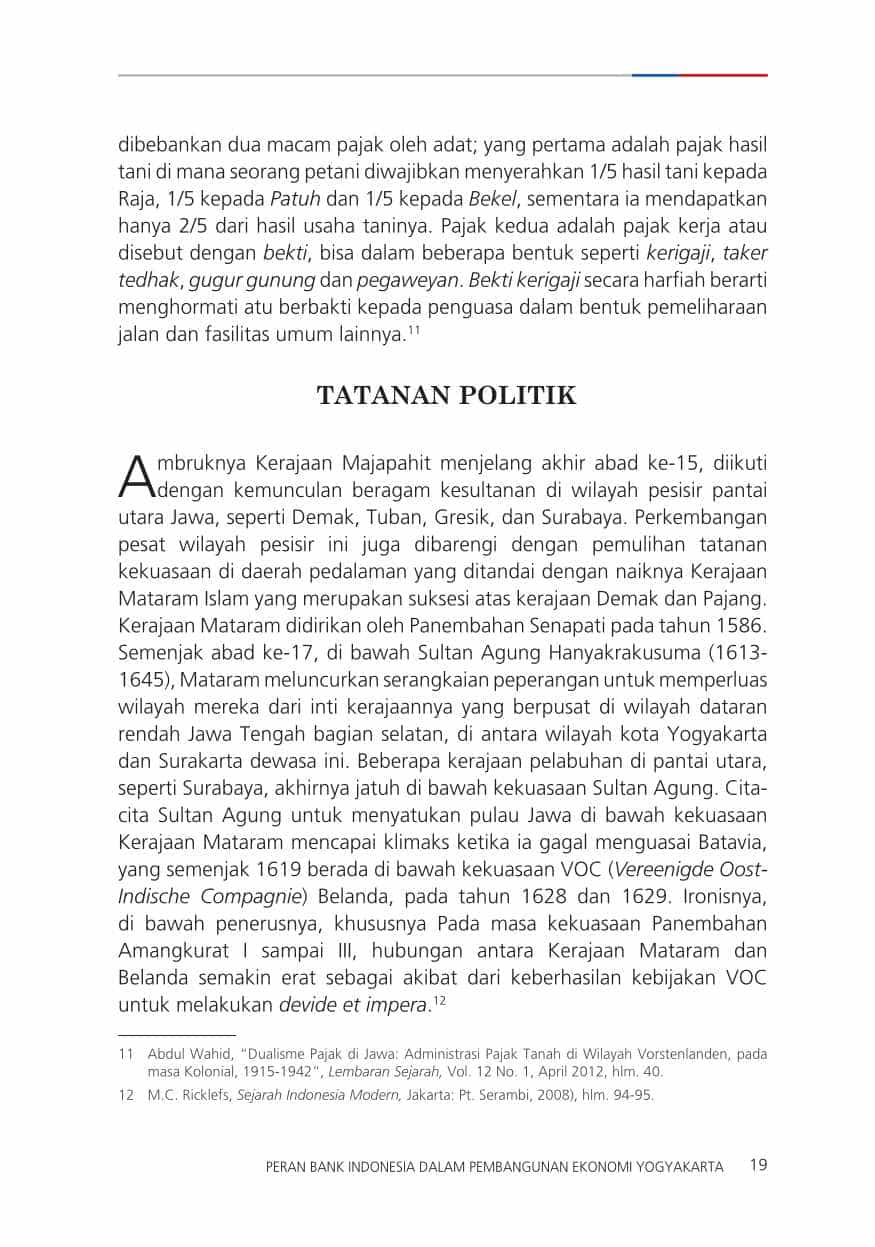 dibebankan dua macam pajak oleh adat; yang pertama adalah pajak hasil
tani di mana seorang petani diwajibkan menyerahkan 1/5 hasil tani kepada
Raja, 1/5 kepada Patuh dan 1/5 kepada Bekel, sementara ia mendapatkan
hanya 2/5 dari hasil usaha taninya. Pajak kedua adalah pajak kerja atau
disebut dengan bekti, bisa dalam beberapa bentuk seperti kerigaji, taker
tedhak, gugur gunung dan pegaweyan. Bekti kerigaji secara harfiah berarti
menghormati atu berbakti kepada penguasa dalam bentuk pemeliharaan
jalan dan fasilitas umum lainnya.11
TATANAN POLITIK
Ambruknya Kerajaan Majapahit menjelang akhir abad ke-15, diikuti
dengan kemunculan beragam kesultanan di wilayah pesisir pantai
utara Jawa, seperti Demak, Tuban, Gresik, dan Surabaya. Perkembangan
pesat wilayah pesisir ini juga dibarengi dengan pemulihan tatanan
kekuasaan di daerah pedalaman yang ditandai dengan naiknya Kerajaan
Mataram Islam yang merupakan suksesi atas kerajaan Demak dan Pajang.
Kerajaan Mataram didirikan oleh Panembahan Senapati pada tahun 1586.
Semenjak abad ke-17, di bawah Sultan Agung Hanyakrakusuma (1613-
1645), Mataram meluncurkan serangkaian peperangan untuk memperluas
wilayah mereka dari inti kerajaannya yang berpusat di wilayah dataran
rendah Jawa Tengah bagian selatan, di antara wilayah kota Yogyakarta
dan Surakarta dewasa ini. Beberapa kerajaan pelabuhan di pantai utara,
seperti Surabaya, akhirnya jatuh di bawah kekuasaan Sultan Agung. Cita-
cita Sultan Agung untuk menyatukan pulau Jawa di bawah kekuasaan
Kerajaan Mataram mencapai klimaks ketika ia gagal menguasai Batavia,
yang semenjak 1619 berada di bawah kekuasaan VOC (Vereenigde Oost-
Indische Compagnie) Belanda, pada tahun 1628 dan 1629. Ironisnya,
di bawah penerusnya, khususnya Pada masa kekuasaan Panembahan
Amangkurat I sampai III, hubungan antara Kerajaan Mataram dan
Belanda semakin erat sebagai akibat dari keberhasilan kebijakan VOC
untuk melakukan devide et impera.12
11 Abdul Wahid, “Dualisme Pajak di Jawa: Administrasi Pajak Tanah di Wilayah Vorstenlanden, pada
masa Kolonial, 1915-1942”, Lembaran Sejarah, Vol. 12 No. 1, April 2012, hlm. 40.
12 M.C. Ricklefs, Sejarah Indonesia Modern, Jakarta: Pt. Serambi, 2008), hlm. 94-95.
PERAN BANK INDONESIA DALAM PEMBANGUNAN EKONOMI YOGYAKARTA 19